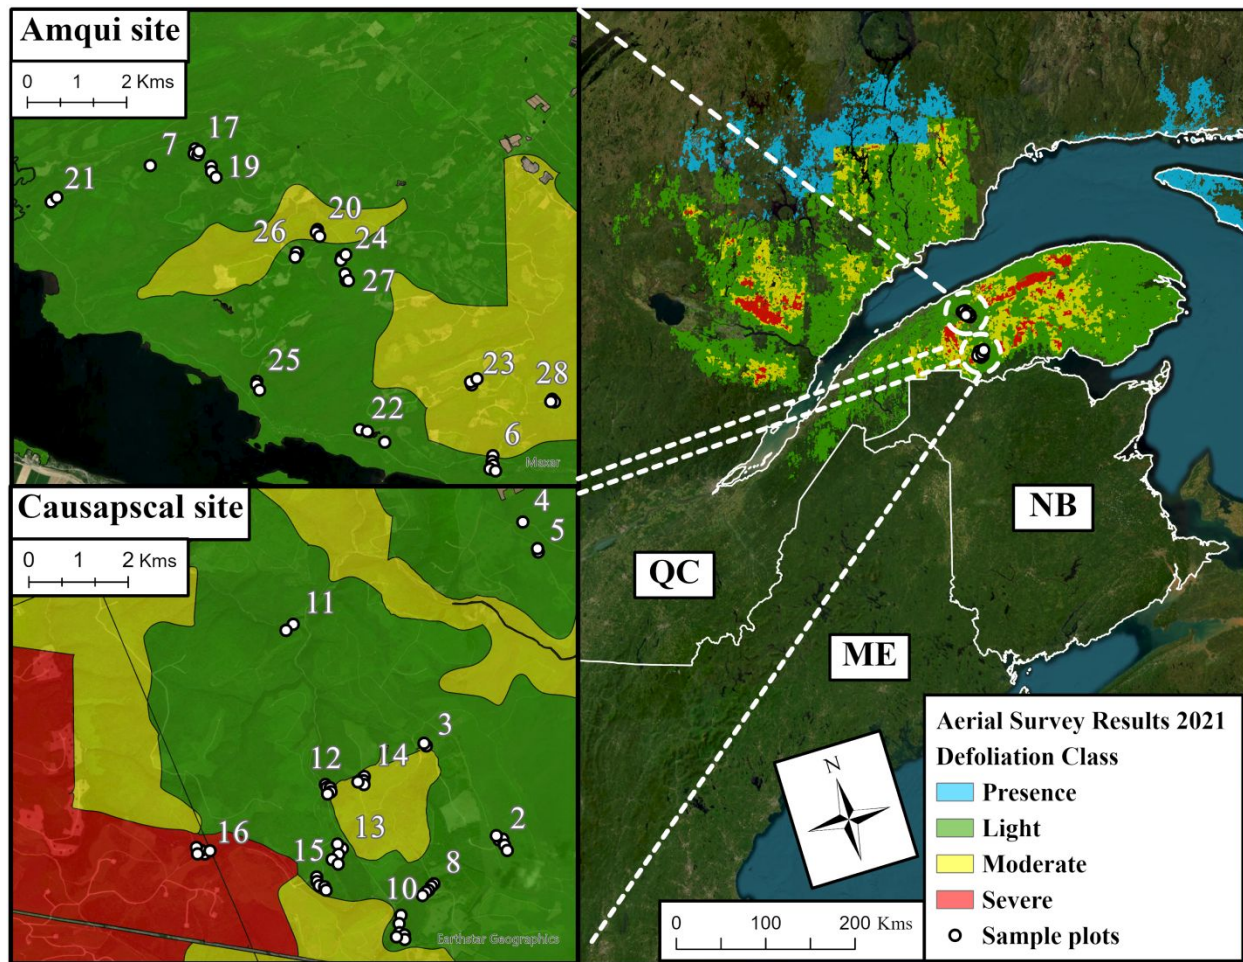 Amqui site
0 1 2 Kms
17
7
19
21
20
26
24
27
25
23
28
22
6
Maxar
Causapscal site
0 1 2 Kms
4
5
11
3
12
14
2
13
16
15
8
10
Earthstar Geographics
NB
QC
ME
N
0 100 200 Kms
Aerial Survey Results 2021
Defoliation Class
Presence
Light
Moderate
Severe
Sample plots